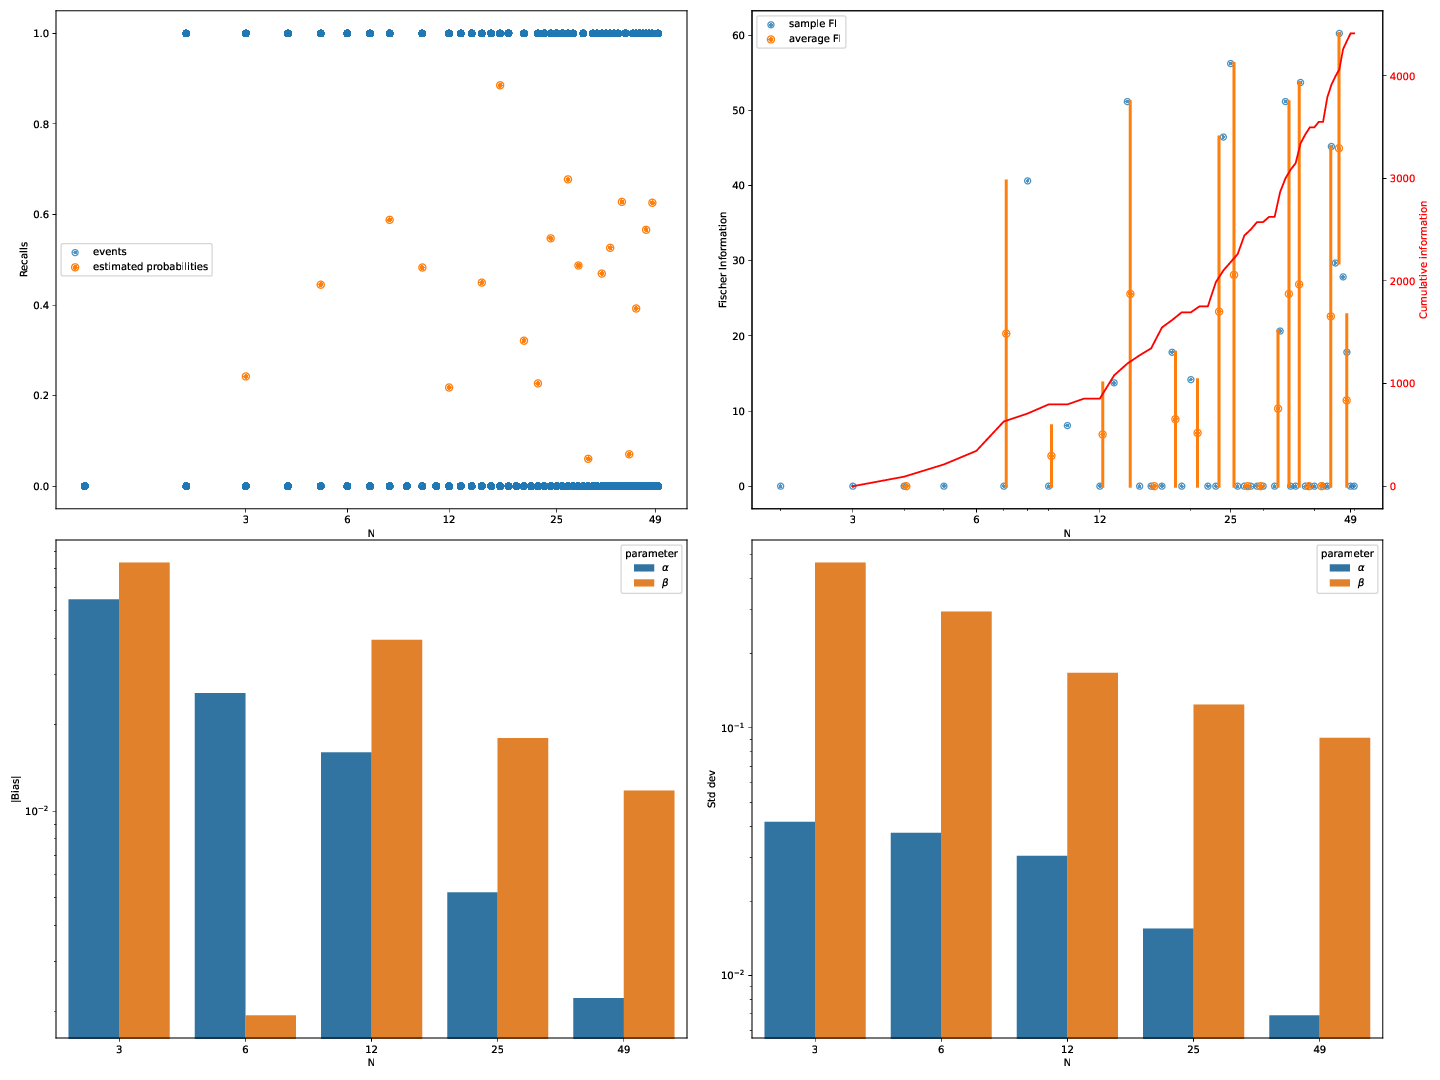 1.0
0.8
0.6
0.4
0.2
0.0
Recalls
events
estimated probabilities
3 6 12 25 49
N
sample FI
average FI
60
50
40
30
20
10
0
Fischer Information
4000
3000
2000
1000
0
Cumulative information
3 6 12 25 49
N
parameter
α
β
10⁻²
|Bias|
3 6 12 25 49
N
parameter
α
β
10⁻¹
10⁻²
Std dev
3 6 12 25 49
N